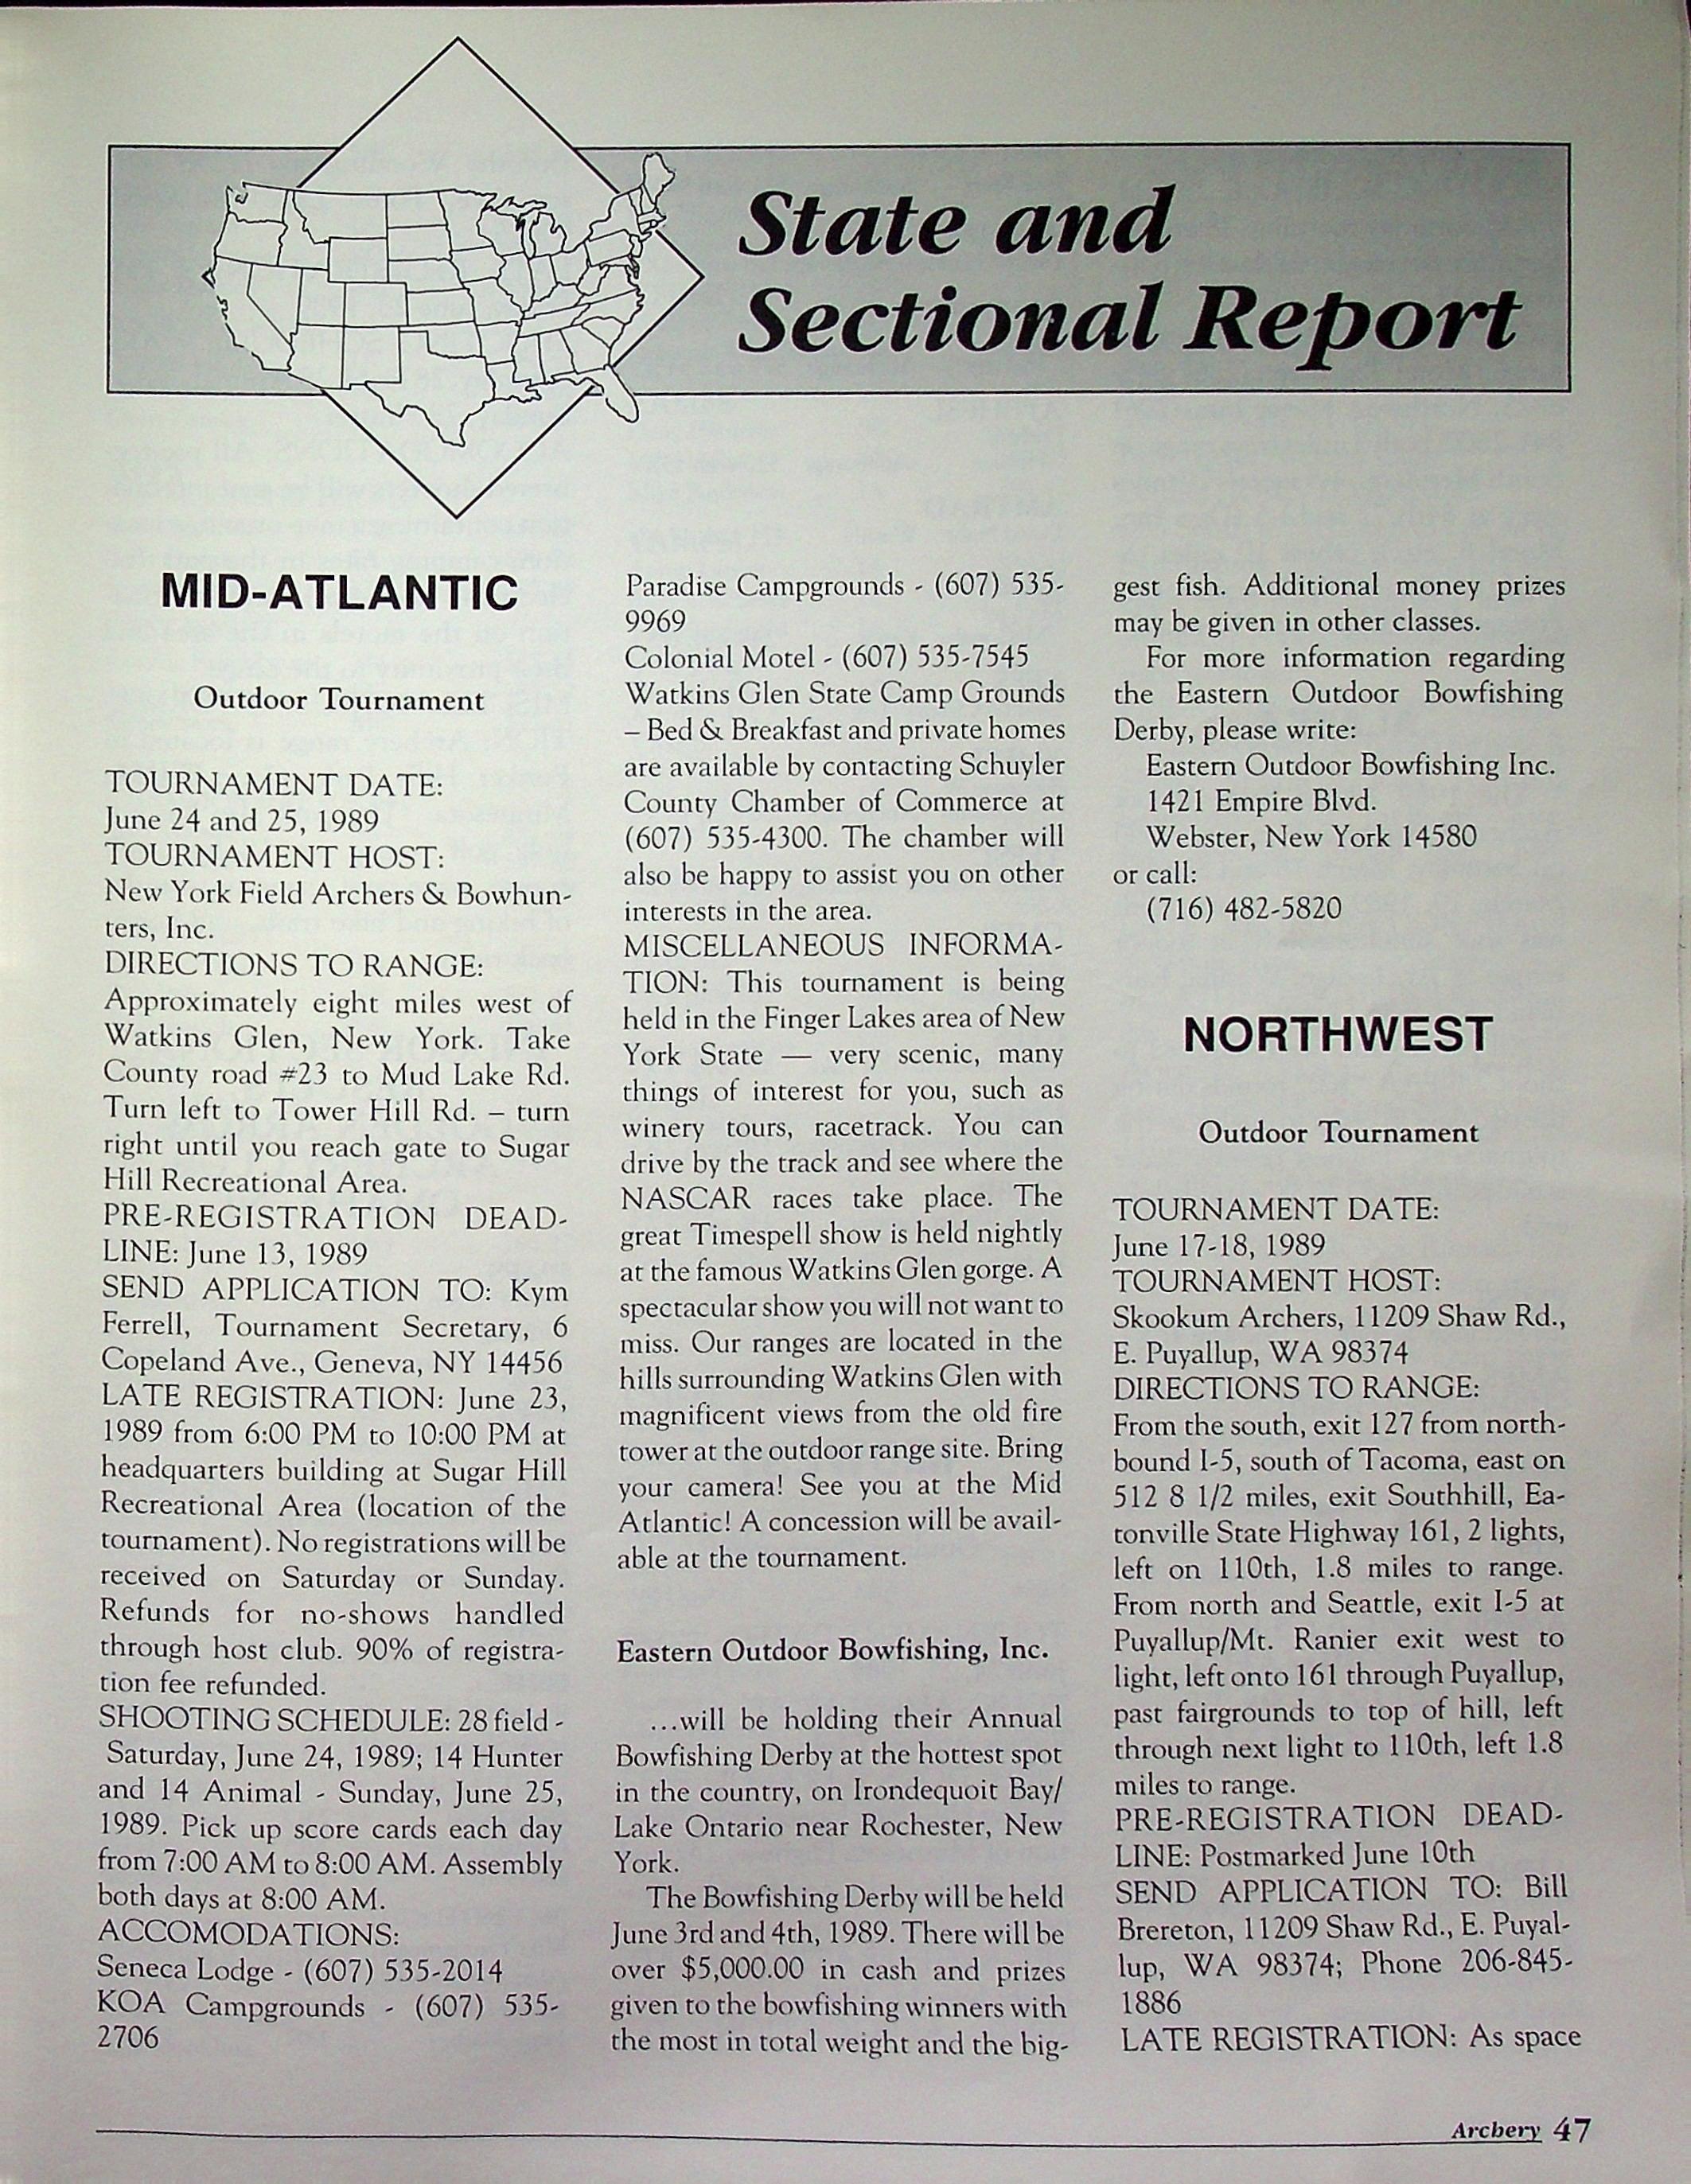 State and
Sectional Report
MID-ATLANTIC
Outdoor Tournament
TOURNAMENT DATE:
June 24 and 25, 1989
TOURNAMENT HOST:
New York Field Archers & Bowhun-
ters, Inc.
DIRECTIONS TO RANGE:
Approximately eight miles west of
Watkins Glen, New York. Take
County road #23 to Mud Lake Rd.
Turn left to Tower Hill Rd. – turn
right until you reach gate to Sugar
Hill Recreational Area.
PRE-REGISTRATION DEAD-
LINE: June 13, 1989
SEND APPLICATION TO: Kym
Ferrell, Tournament Secretary, 6
Copeland Ave., Geneva, NY 14456
LATE REGISTRATION: June 23,
1989 from 6:00 PM to 10:00 PM at
headquarters building at Sugar Hill
Recreational Area (location of the
tournament). No registrations will be
received on Saturday or Sunday.
Refunds for no-shows handled
through host club. 90% of registra-
tion fee refunded.
SHOOTING SCHEDULE: 28 field -
Saturday, June 24, 1989; 14 Hunter
and 14 Animal - Sunday, June 25,
1989. Pick up score cards each day
from 7:00 AM to 8:00 AM. Assembly
both days at 8:00 AM.
ACCOMODATIONS:
Seneca Lodge - (607) 535-2014
KOA Campgrounds - (607) 535-
2706
Paradise Campgrounds - (607) 535-
9969
Colonial Motel - (607) 535-7545
Watkins Glen State Camp Grounds
– Bed & Breakfast and private homes
are available by contacting Schuyler
County Chamber of Commerce at
(607) 535-4300. The chamber will
also be happy to assist you on other
interests in the area.
MISCELLANEOUS INFORMA-
TION: This tournament is being
held in the Finger Lakes area of New
York State — very scenic, many
things of interest for you, such as
winery tours, racetrack. You can
drive by the track and see where the
NASCAR races take place. The
great Timespell show is held nightly
at the famous Watkins Glen gorge. A
spectacular show you will not want to
miss. Our ranges are located in the
hills surrounding Watkins Glen with
magnificent views from the old fire
tower at the outdoor range site. Bring
your camera! See you at the Mid
Atlantic! A concession will be avail-
able at the tournament.
Eastern Outdoor Bowfishing, Inc.
...will be holding their Annual
Bowfishing Derby at the hottest spot
in the country, on Irondequoit Bay/
Lake Ontario near Rochester, New
York.
The Bowfishing Derby will be held
June 3rd and 4th, 1989. There will be
over $5,000.00 in cash and prizes
given to the bowfishing winners with
the most in total weight and the big-
gest fish. Additional money prizes
may be given in other classes.
For more information regarding
the Eastern Outdoor Bowfishing
Derby, please write:
Eastern Outdoor Bowfishing Inc.
1421 Empire Blvd.
Webster, New York 14580
or call:
(716) 482-5820
NORTHWEST
Outdoor Tournament
TOURNAMENT DATE:
June 17-18, 1989
TOURNAMENT HOST:
Skookum Archers, 11209 Shaw Rd.,
E. Puyallup, WA 98374
DIRECTIONS TO RANGE:
From the south, exit 127 from north-
bound I-5, south of Tacoma, east on
512 8 1/2 miles, exit Southhill, Ea-
tonville State Highway 161, 2 lights,
left on 110th, 1.8 miles to range.
From north and Seattle, exit I-5 at
Puyallup/Mt. Ranier exit west to
light, left onto 161 through Puyallup,
past fairgrounds to top of hill, left
through next light to 110th, left 1.8
miles to range.
PRE-REGISTRATION DEAD-
LINE: Postmarked June 10th
SEND APPLICATION TO: Bill
Brereton, 11209 Shaw Rd., E. Puyal-
lup, WA 98374; Phone 206-845-
1886
LATE REGISTRATION: As space
Archery 47